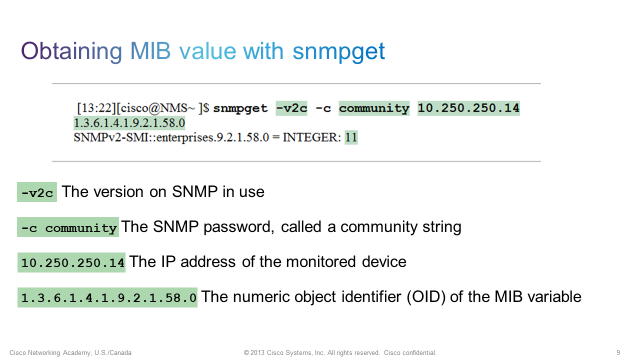 Obtaining MIB value with snmpget
[13:22][cisco@NMS~ ]$ snmpget -v2c -c community 10.250.250.14
1.3.6.1.4.1.9.2.1.58.0
SNMPv2-SMI::enterprises.9.2.1.58.0 = INTEGER: 11
-v2c The version on SNMP in use
-c community The SNMP password, called a community string
10.250.250.14 The IP address of the monitored device
1.3.6.1.4.1.9.2.1.58.0 The numeric object identifier (OID) of the MIB variable
Cisco Networking Academy, U.S./Canada © 2013 Cisco Systems, Inc. All rights reserved. Cisco confidential. 9